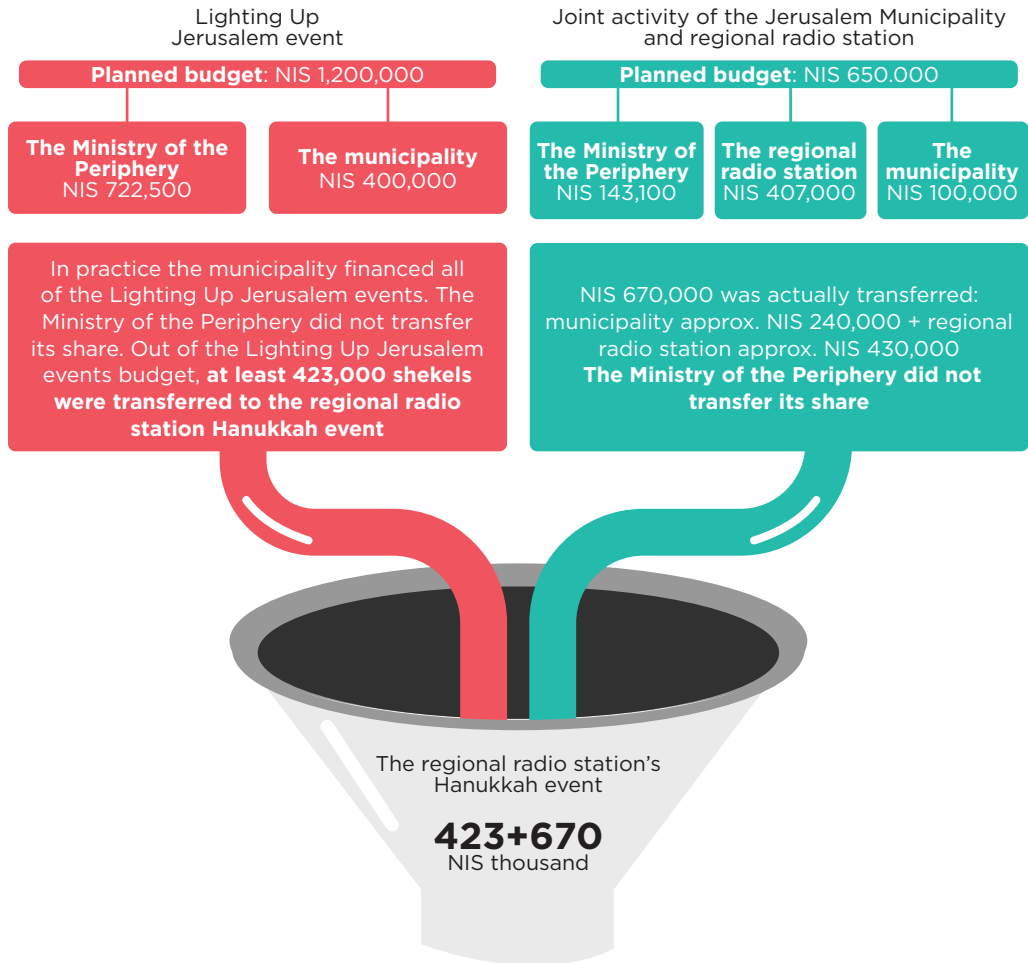 Lighting Up
Jerusalem event
Planned budget: NIS 1,200,000
The Ministry of the
Periphery
NIS 722,500
The municipality
NIS 400,000
In practice the municipality financed all
of the Lighting Up Jerusalem events. The
Ministry of the Periphery did not transfer
its share. Out of the Lighting Up Jerusalem
events budget, at least 423,000 shekels
were transferred to the regional radio
station Hanukkah event
Joint activity of the Jerusalem Municipality
and regional radio station
Planned budget: NIS 650.000
The Ministry of
the Periphery
NIS 143,100
The regional
radio station
NIS 407,000
The
municipality
NIS 100,000
NIS 670,000 was actually transferred:
municipality approx. NIS 240,000 + regional
radio station approx. NIS 430,000
The Ministry of the Periphery did not
transfer its share
The regional radio station's
Hanukkah event
423+670
NIS thousand